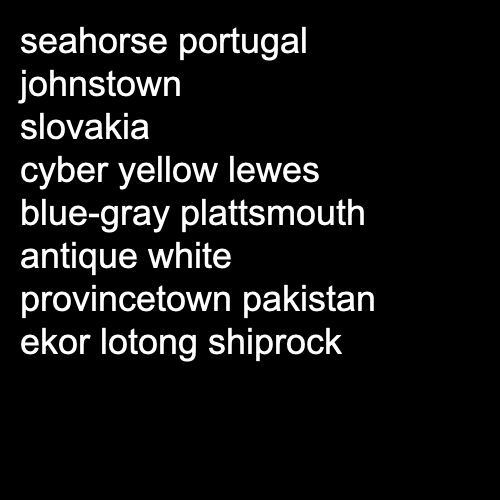 seahorse portugal
johnstown
slovakia
cyber yellow lewes
blue-gray plattsmouth
antique white
provincetown pakistan
ekor lotong shiprock